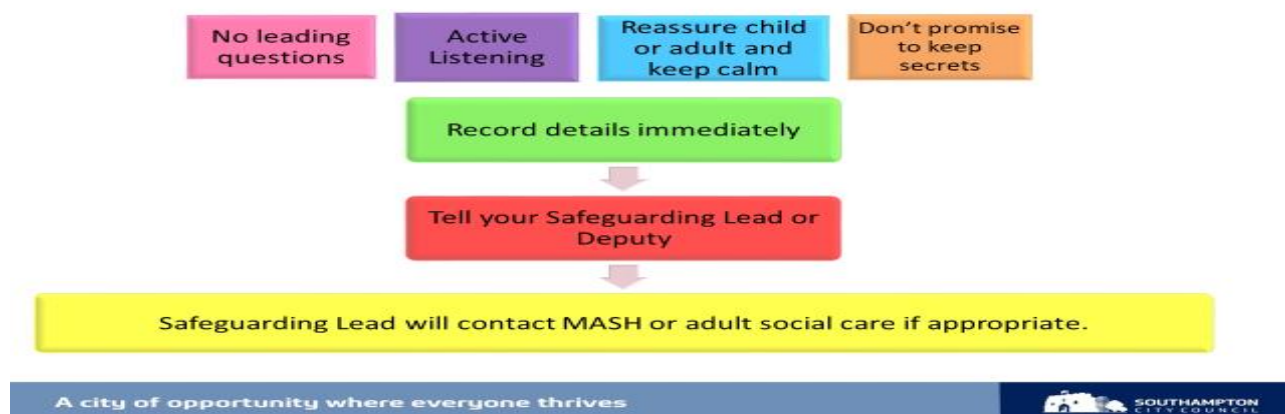 No leading
questions
Active
Listening
Reassure child
or adult and
keep calm
Don't promise
to keep
secrets
Record details immediately
Tell your Safeguarding Lead or
Deputy
Safeguarding Lead will contact MASH or adult social care if appropriate.
A city of opportunity where everyone thrives
SOUTHAMPTON
CITY COUNCIL